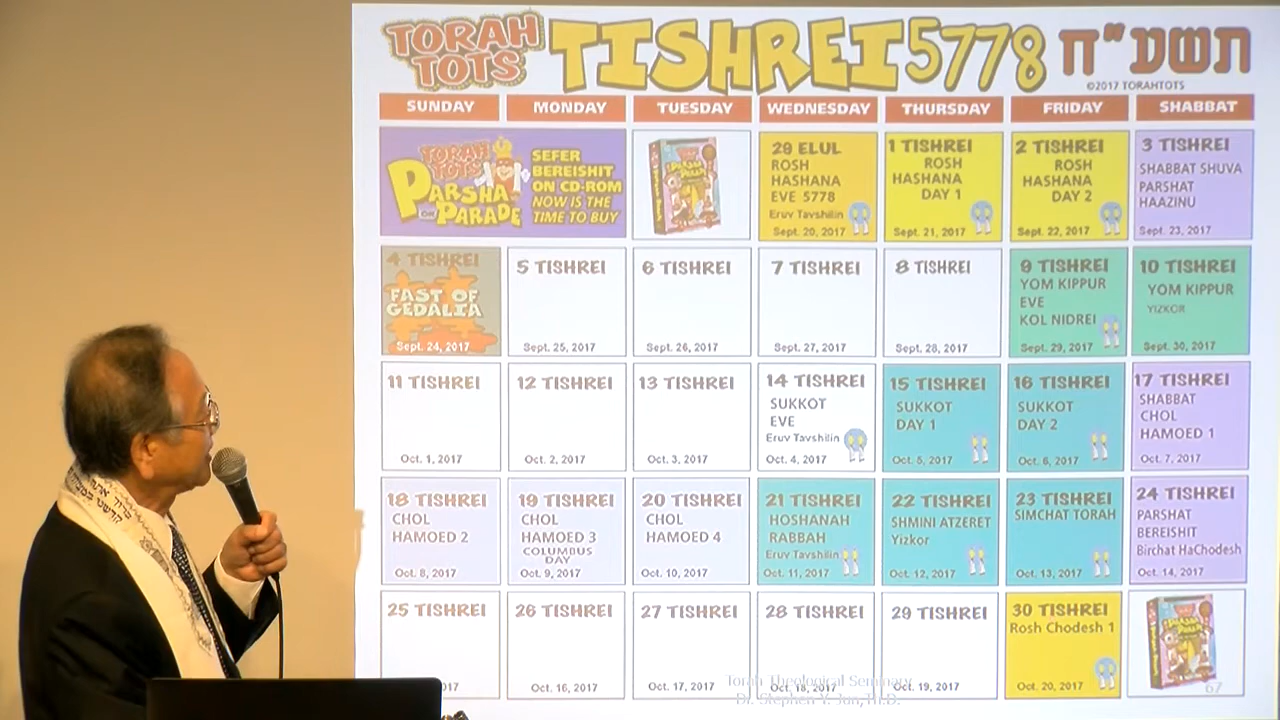 TORAH
TOTS
TISHREI 5778
תשע"ח
©2017 TORAHTOTS
SUNDAY
MONDAY
TUESDAY
WEDNESDAY
THURSDAY
FRIDAY
SHABBAT
TORAH
TOTS
PARSHA
ON PARADE
SEFER
BEREISHIT
ON CD-ROM
NOW IS THE
TIME TO BUY
29 ELUL
ROSH
HASHANA
EVE 5778
Eruv Tavshilin
Sept. 20, 2017
1 TISHREI
ROSH
HASHANA
DAY 1
Sept. 21, 2017
2 TISHREI
ROSH
HASHANA
DAY 2
Sept. 22, 2017
3 TISHREI
SHABBAT SHUVA
PARSHAT
HAAZINU
Sept. 23, 2017
4 TISHREI
FAST OF
GEDALIA
Sept. 24, 2017
5 TISHREI
Sept. 25, 2017
6 TISHREI
Sept. 26, 2017
7 TISHREI
Sept. 27, 2017
8 TISHREI
Sept. 28, 2017
9 TISHREI
YOM KIPPUR
EVE
KOL NIDREI
Sept. 29, 2017
10 TISHREI
YOM KIPPUR
YIZKOR
Sept. 30, 2017
11 TISHREI
Oct. 1, 2017
12 TISHREI
Oct. 2, 2017
13 TISHREI
Oct. 3, 2017
14 TISHREI
SUKKOT
EVE
Eruv Tavshilin
Oct. 4, 2017
15 TISHREI
SUKKOT
DAY 1
Oct. 5, 2017
16 TISHREI
SUKKOT
DAY 2
Oct. 6, 2017
17 TISHREI
SHABBAT
CHOL
HAMOED 1
Oct. 7, 2017
18 TISHREI
CHOL
HAMOED 2
Oct. 8, 2017
19 TISHREI
CHOL
HAMOED 3
COLUMBUS
DAY
Oct. 9, 2017
20 TISHREI
CHOL
HAMOED 4
Oct. 10, 2017
21 TISHREI
HOSHANAH
RABBAH
Eruv Tavshilin
Oct. 11, 2017
22 TISHREI
SHMINI ATZERET
Yizkor
Oct. 12, 2017
23 TISHREI
SIMCHAT TORAH
Oct. 13, 2017
24 TISHREI
PARSHAT
BEREISHIT
Birchat HaChodesh
Oct. 14, 2017
25 TISHREI
2017
26 TISHREI
Oct. 16, 2017
27 TISHREI
Oct. 17, 2017
28 TISHREI
Oct. 18, 2017
29 TISHREI
Oct. 19, 2017
30 TISHREI
Rosh Chodesh 1
Oct. 20, 2017
Torah Theological Seminary
Dr. Stephen Y. Jun, Th.D.
67